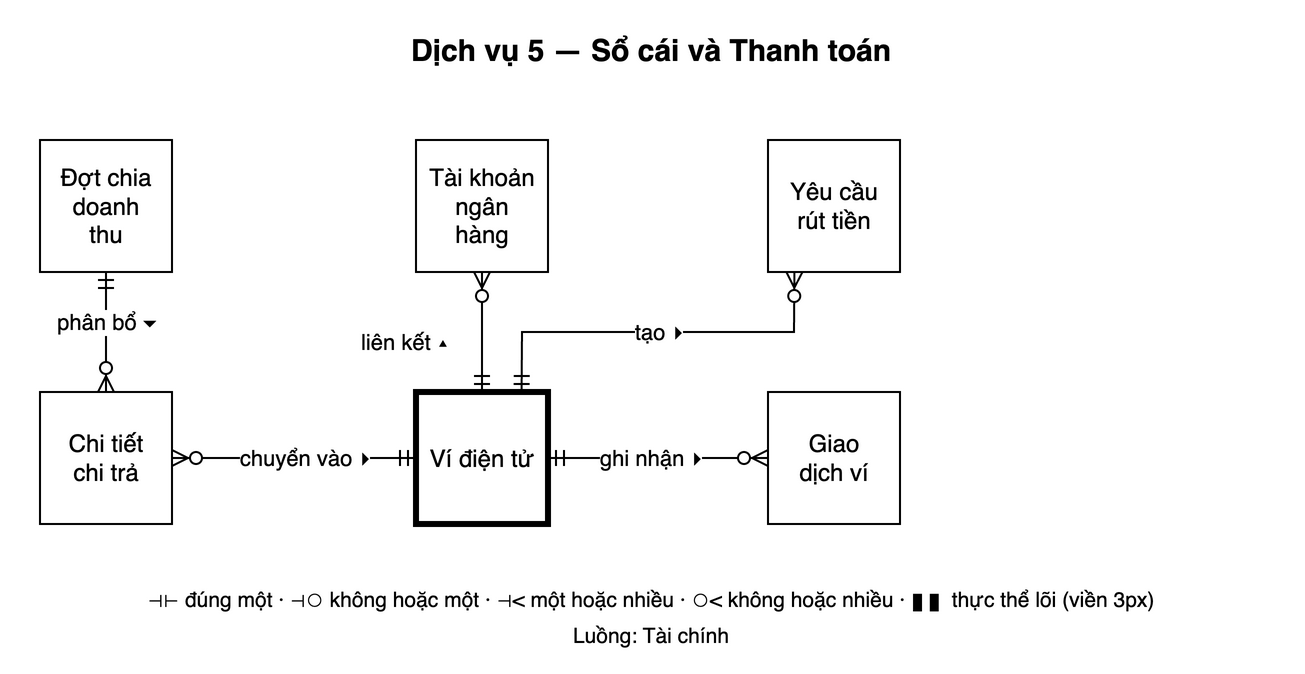 Dịch vụ 5 — Sổ cái và Thanh toán
Đợt chia
doanh
thu
Tài khoản
ngân
hàng
Yêu cầu
rút tiền
phân bổ
liên kết
tạo
Chi tiết
chi trả
chuyển vào
Ví điện tử
ghi nhận
Giao
dịch ví
⊣⊢ đúng một · ⊣○ không hoặc một · ⊣< một hoặc nhiều · ○< không hoặc nhiều · ▮▮ thực thể lõi (viền 3px)
Luồng: Tài chính